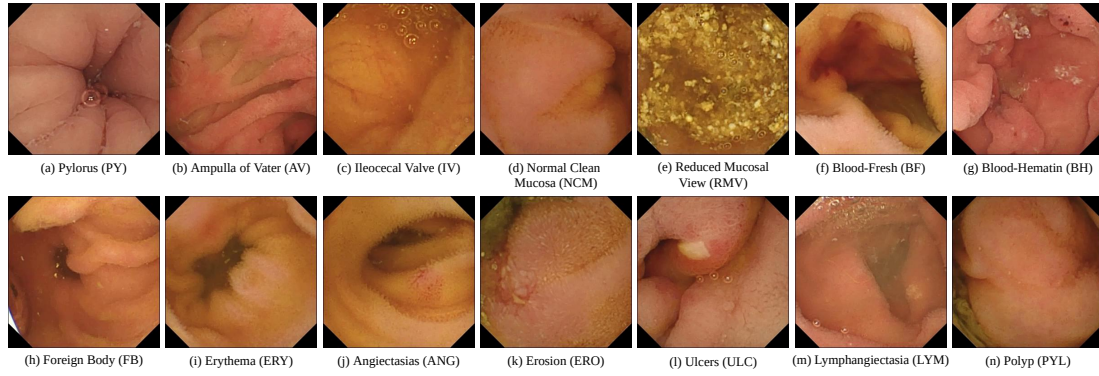 (a) Pylorus (PY)
(b) Ampulla of Vater (AV)
(c) Ileocecal Valve (IV)
(d) Normal Clean
Mucosa (NCM)
(e) Reduced Mucosal
View (RMV)
(f) Blood-Fresh (BF)
(g) Blood-Hematin (BH)
(h) Foreign Body (FB)
(i) Erythema (ERY)
(j) Angiectasias (ANG)
(k) Erosion (ERO)
(l) Ulcers (ULC)
(m) Lymphangiectasia (LYM)
(n) Polyp (PYL)